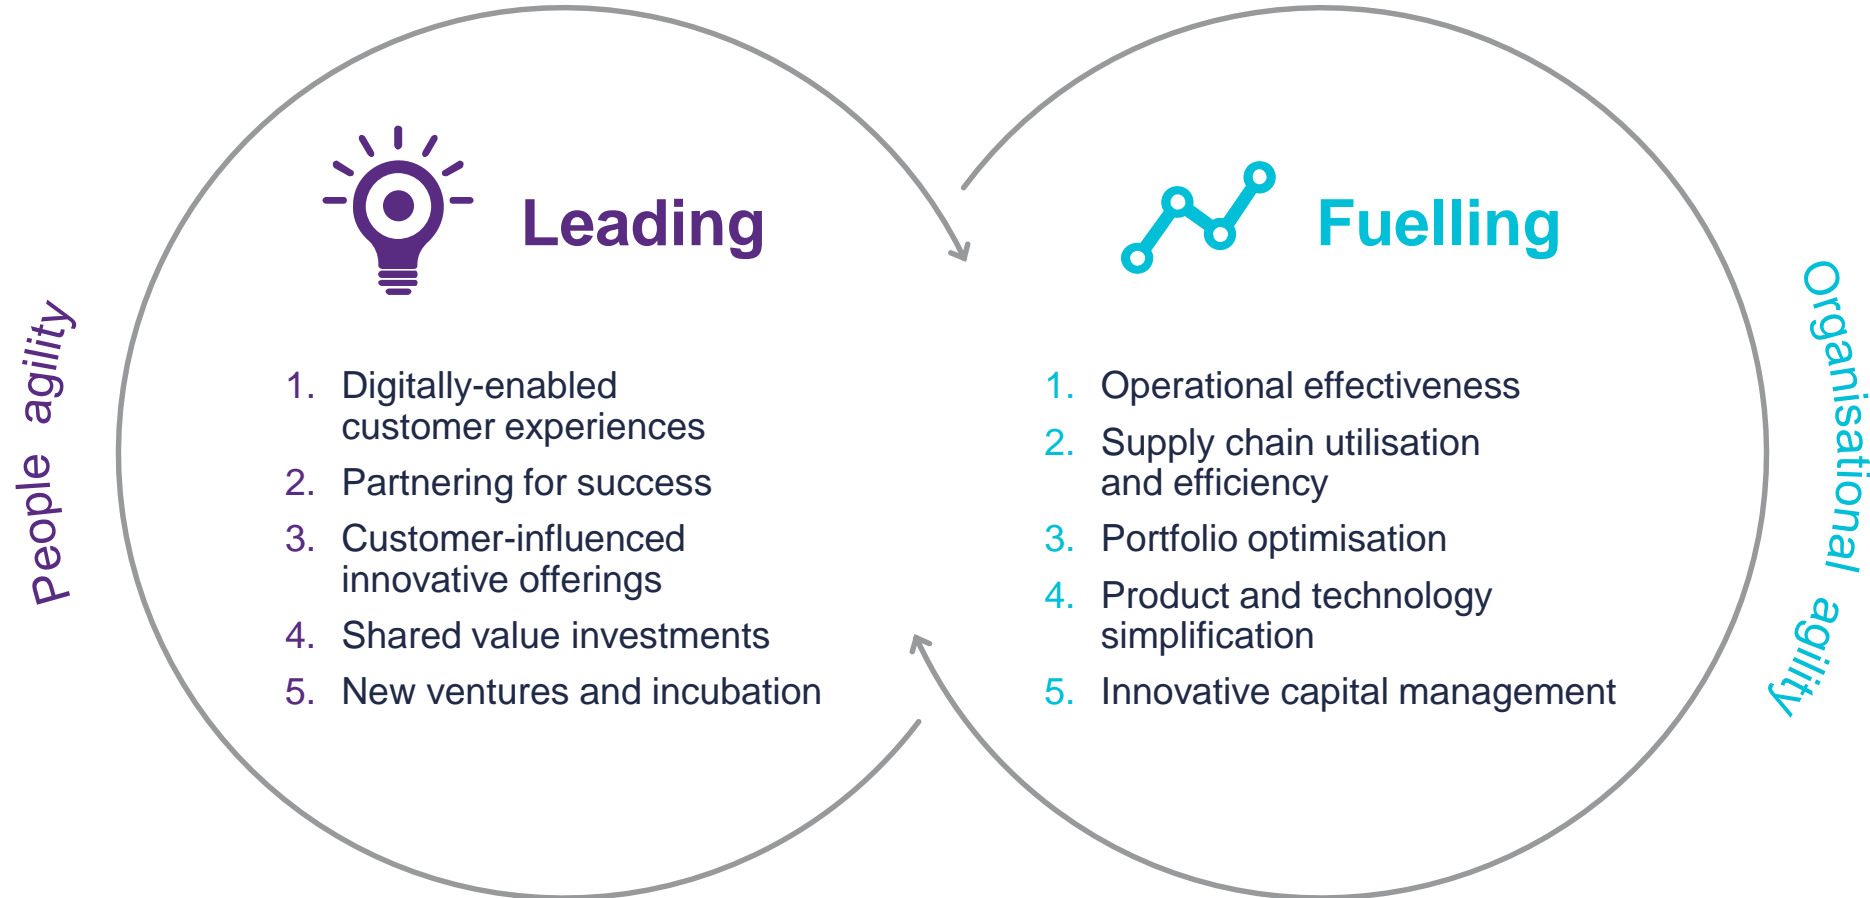 People agility
Leading
1. Digitally-enabled
customer experiences
2. Partnering for success
3. Customer-influenced
innovative offerings
4. Shared value investments
5. New ventures and incubation
Fuelling
1. Operational effectiveness
2. Supply chain utilisation
and efficiency
3. Portfolio optimisation
4. Product and technology
simplification
5. Innovative capital management
Organisational agility